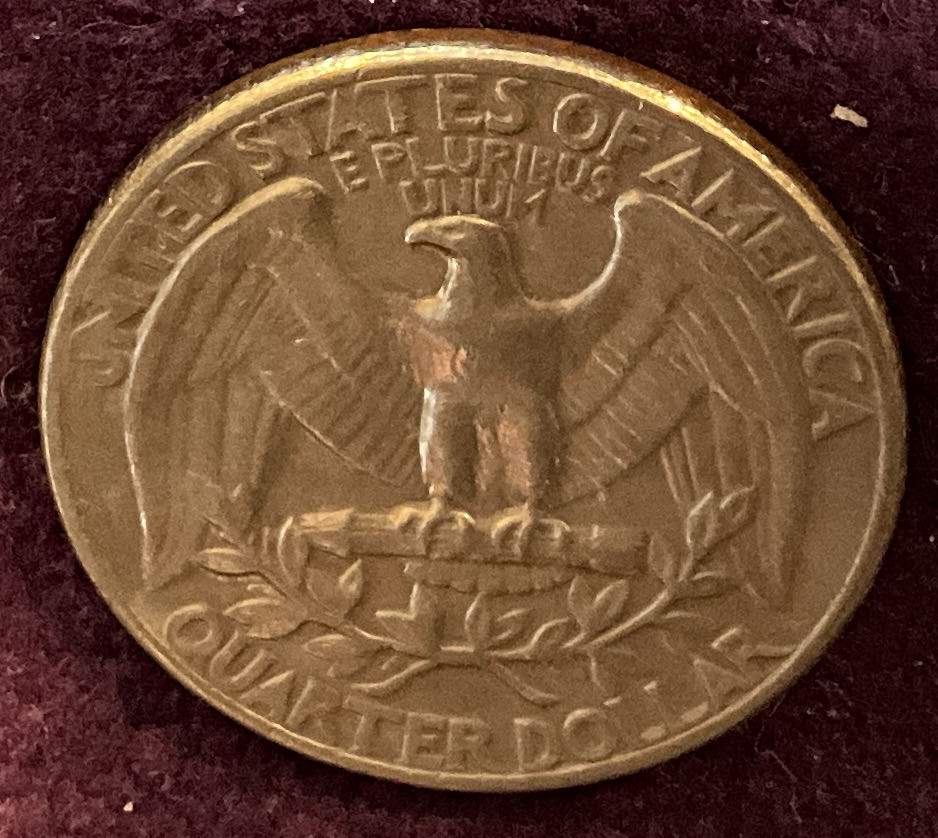 UNITED STATES OF AMERICA
E PLURIBUS
UNUM
QUARTER DOLLAR